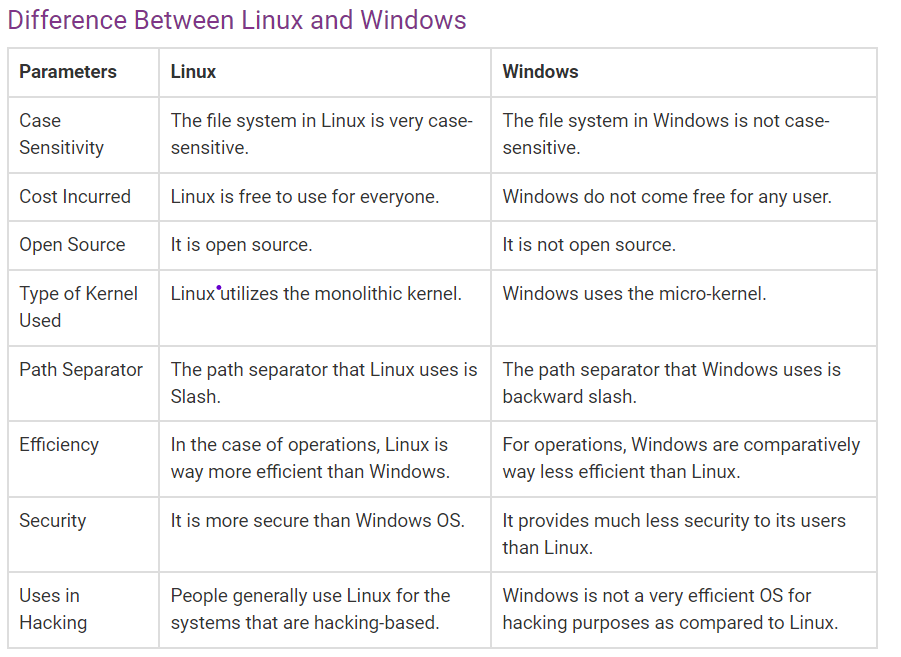 Difference Between Linux and Windows
Parameters Linux Windows
Case
Sensitivity
The file system in Linux is very case-
sensitive.
The file system in Windows is not case-
sensitive.
Cost Incurred Linux is free to use for everyone. Windows do not come free for any user.
Open Source It is open source. It is not open source.
Type of Kernel
Used
Linux utilizes the monolithic kernel. Windows uses the micro-kernel.
Path Separator
The path separator that Linux uses is
Slash.
The path separator that Windows uses is
backward slash.
Efficiency
In the case of operations, Linux is
way more efficient than Windows.
For operations, Windows are comparatively
way less efficient than Linux.
Security
It is more secure than Windows OS.
It provides much less security to its users
than Linux.
Uses in
Hacking
People generally use Linux for the
systems that are hacking-based.
Windows is not a very efficient OS for
hacking purposes as compared to Linux.